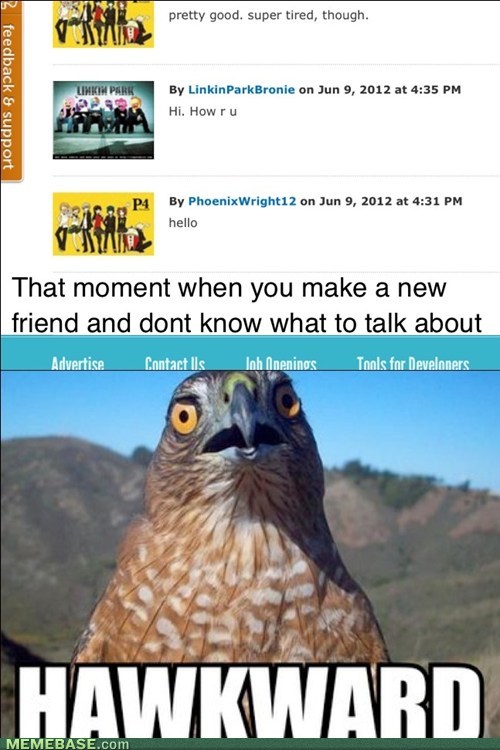 pretty good. super tired, though.
feedback & support
LINKIN PARK
By LinkinParkBronie on Jun 9, 2012 at 4:35 PM
Hi. How r u
P4
By PhoenixWright12 on Jun 9, 2012 at 4:31 PM
hello
That moment when you make a new
friend and dont know what to talk about
Advertise Contact Us Job Openings Tools for Developers
HAWKWARD
MEMEBASE.com